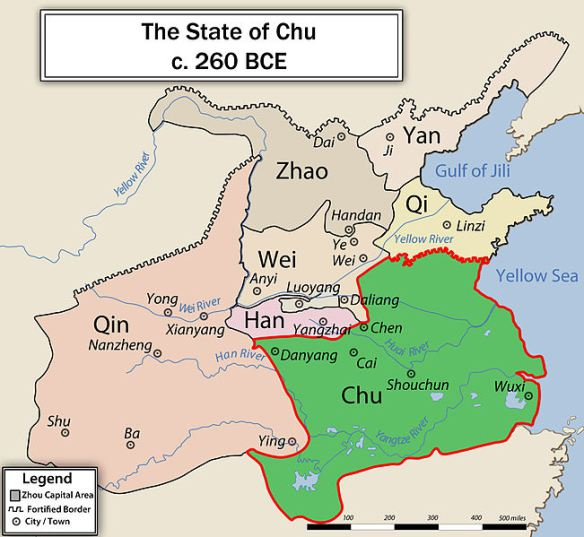 The State of Chu
c. 260 BCE
Yan
Dai
Ji
Zhao
Gulf of Jili
Yellow River
Qi
Linzi
Handan
Ye
Yellow River
Wei
Wei
Yellow Sea
Anyi
Luoyang
Daliang
Yong
Wei River
Xianyang
Han
Yangzhai
Chen
Qin
Nanzheng
Han River
Danyang
Cai
Huai River
Shouchun
Chu
Wuxi
Shu
Ba
Ying
Yangtze River
Legend
Zhou Capital Area
Fortified Border
City / Town
100 200 300 400 500 miles